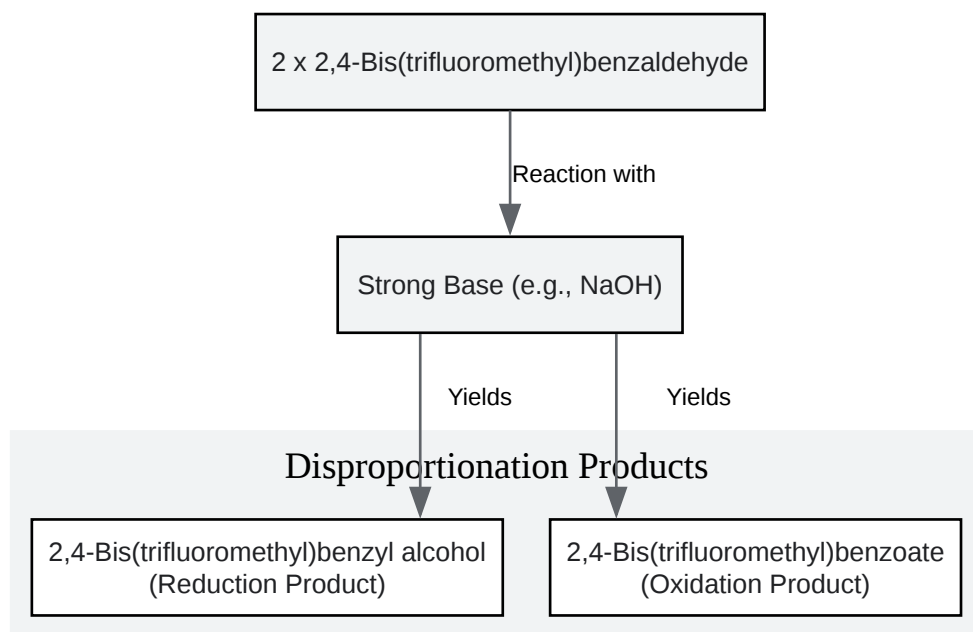 2 x 2,4-Bis(trifluoromethyl)benzaldehyde
Reaction with
Strong Base (e.g., NaOH)
Yields
Yields
Disproportionation Products
2,4-Bis(trifluoromethyl)benzyl alcohol
(Reduction Product)
2,4-Bis(trifluoromethyl)benzoate
(Oxidation Product)